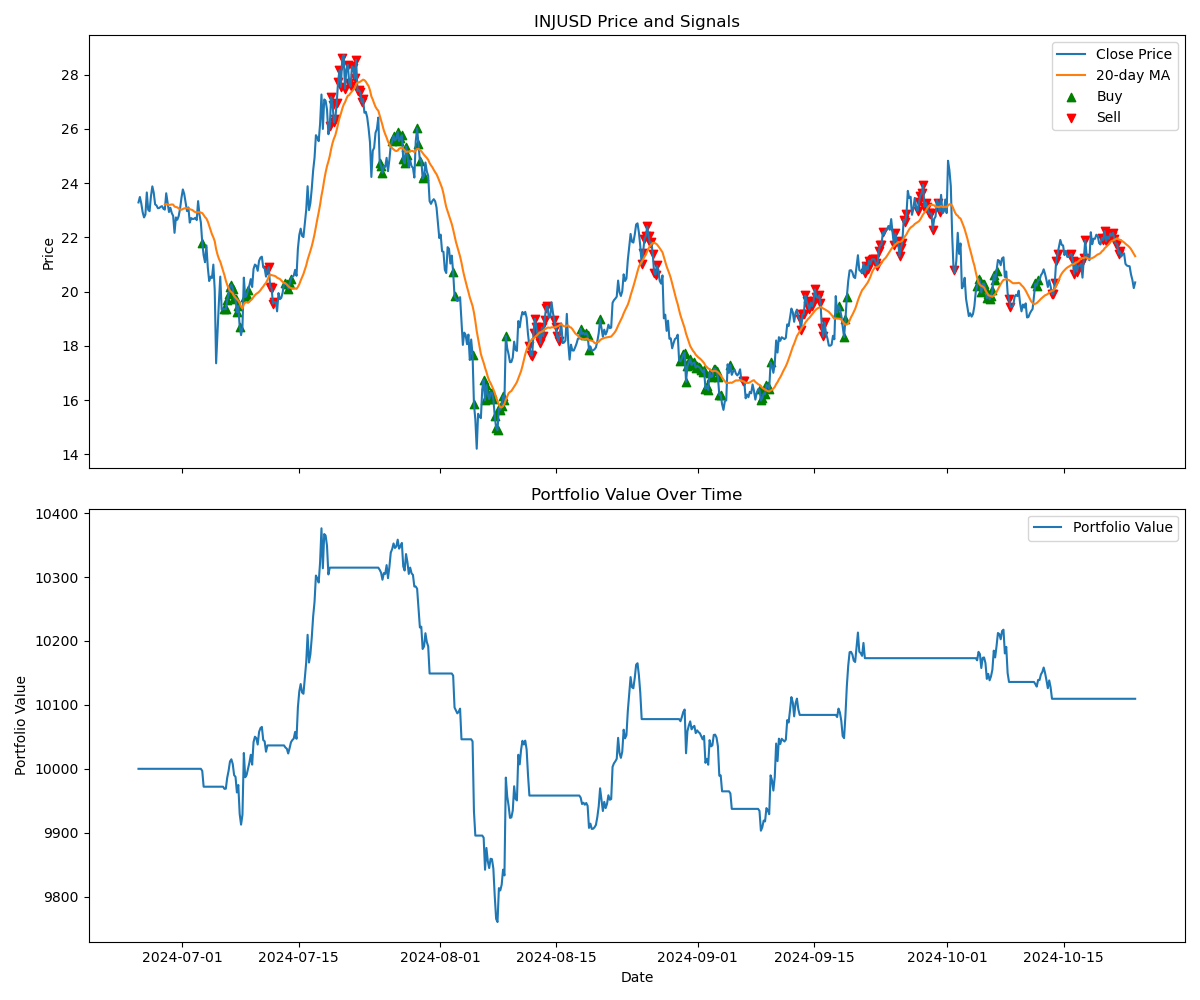 INJUSD Price and Signals
Close Price
20-day MA
Buy
Sell
Price
28
26
24
22
20
18
16
14
Portfolio Value Over Time
Portfolio Value
Portfolio Value
10400
10300
10200
10100
10000
9900
9800
2024-07-01
2024-07-15
2024-08-01
2024-08-15
2024-09-01
2024-09-15
2024-10-01
2024-10-15
Date